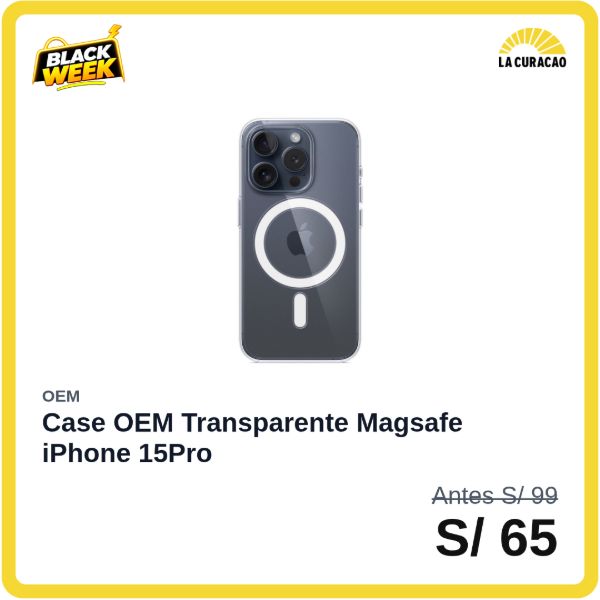 BLACK
WEEK
LA CURACAO
OEM
Case OEM Transparente Magsafe
iPhone 15Pro
Antes S/ 99
S/ 65